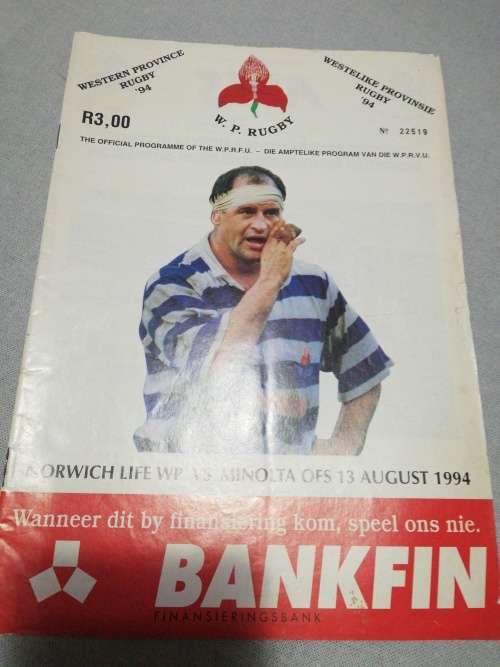 WESTERN PROVINCE
RUGBY
'94
WESTELIKE PROVINSIE
RUGBY
'94
W. P. RUGBY
R3,00
Nº 22519
THE OFFICIAL PROGRAMME OF THE W.P.R.F.U. – DIE AMPTELIKE PROGRAM VAN DIE W.P.R.V.U.
NORWICH LIFE WP VS MINOLTA OFS 13 AUGUST 1994
Wanneer dit by finansiering kom, speel ons nie.
BANKFIN
FINANSIERINGSBANK